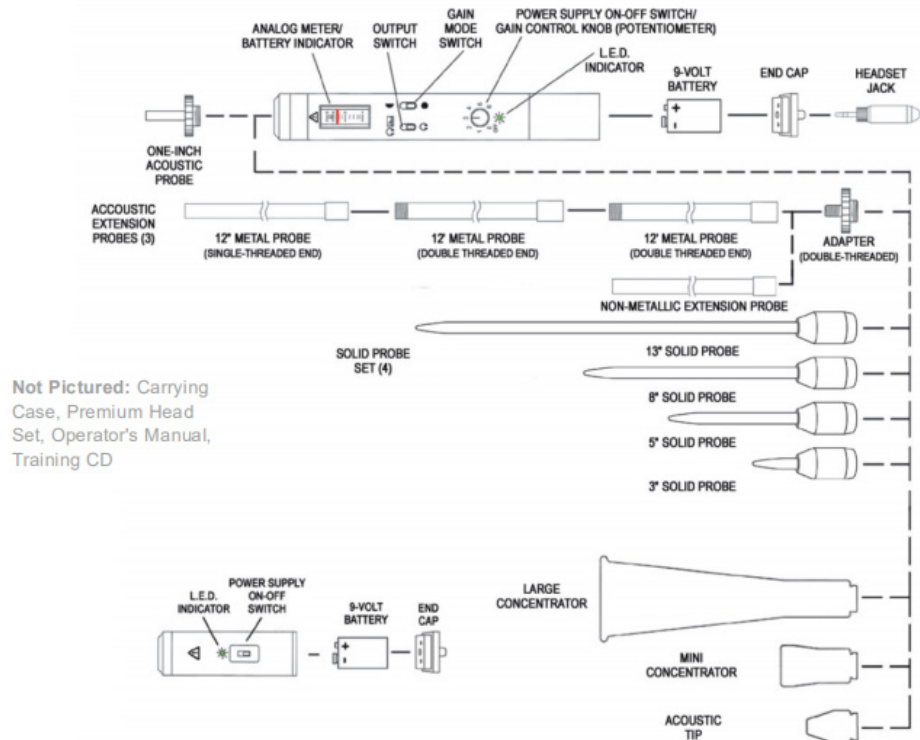 ANALOG METER/
BATTERY INDICATOR
OUTPUT
SWITCH
GAIN
MODE
SWITCH
POWER SUPPLY ON-OFF SWITCH/
GAIN CONTROL KNOB (POTENTIOMETER)
L.E.D.
INDICATOR
9-VOLT
BATTERY
END CAP
HEADSET
JACK
ONE-INCH
ACOUSTIC
PROBE
ACCOUSTIC
EXTENSION
PROBES (3)
12" METAL PROBE
(SINGLE-THREADED END)
12' METAL PROBE
(DOUBLE THREADED END)
12' METAL PROBE
(DOUBLE THREADED END)
ADAPTER
(DOUBLE-THREADED)
NON-METALLIC EXTENSION PROBE
SOLID PROBE
SET (4)
13" SOLID PROBE
8" SOLID PROBE
5" SOLID PROBE
3" SOLID PROBE
Not Pictured: Carrying
Case, Premium Head
Set, Operator's Manual,
Training CD
L.E.D.
INDICATOR
POWER SUPPLY
ON-OFF
SWITCH
9-VOLT
BATTERY
END
CAP
LARGE
CONCENTRATOR
MINI
CONCENTRATOR
ACOUSTIC
TIP